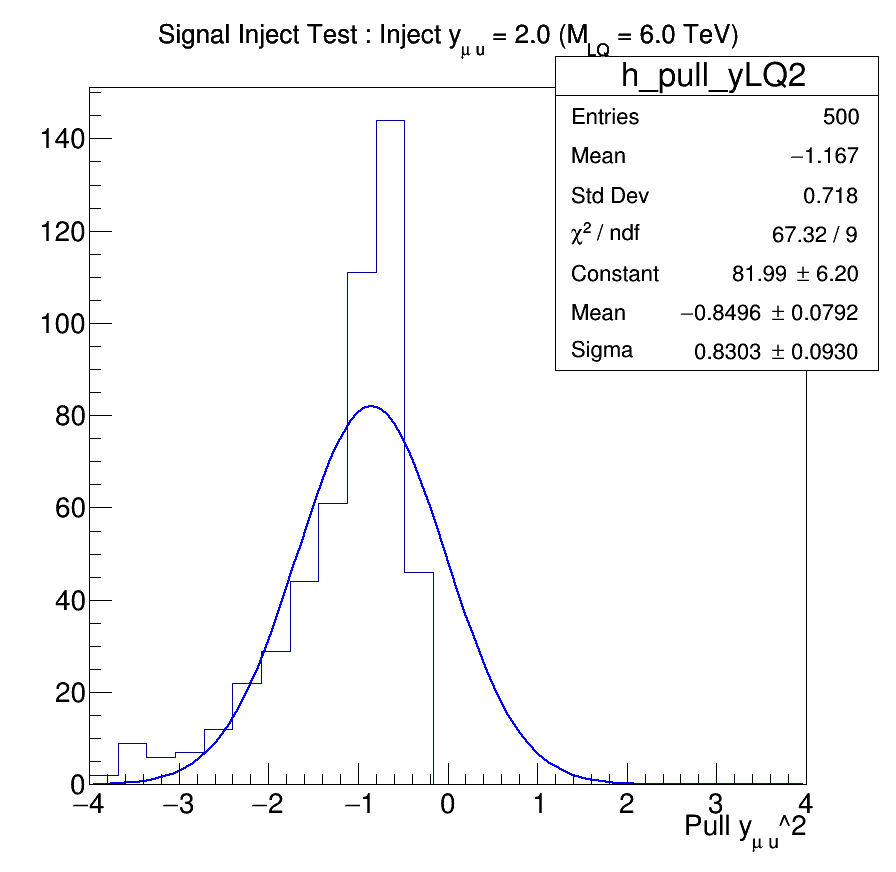 Signal Inject Test : Inject yμ u = 2.0 (MLQ = 6.0 TeV)
h_pull_yLQ2
Entries 500
Mean −1.167
Std Dev 0.718
χ2 / ndf 67.32 / 9
Constant 81.99 ± 6.20
Mean −0.8496 ± 0.0792
Sigma 0.8303 ± 0.0930
140
120
100
80
60
40
20
0
−4 −3 −2 −1 0 1 2 3 4
Pull yμ u^2